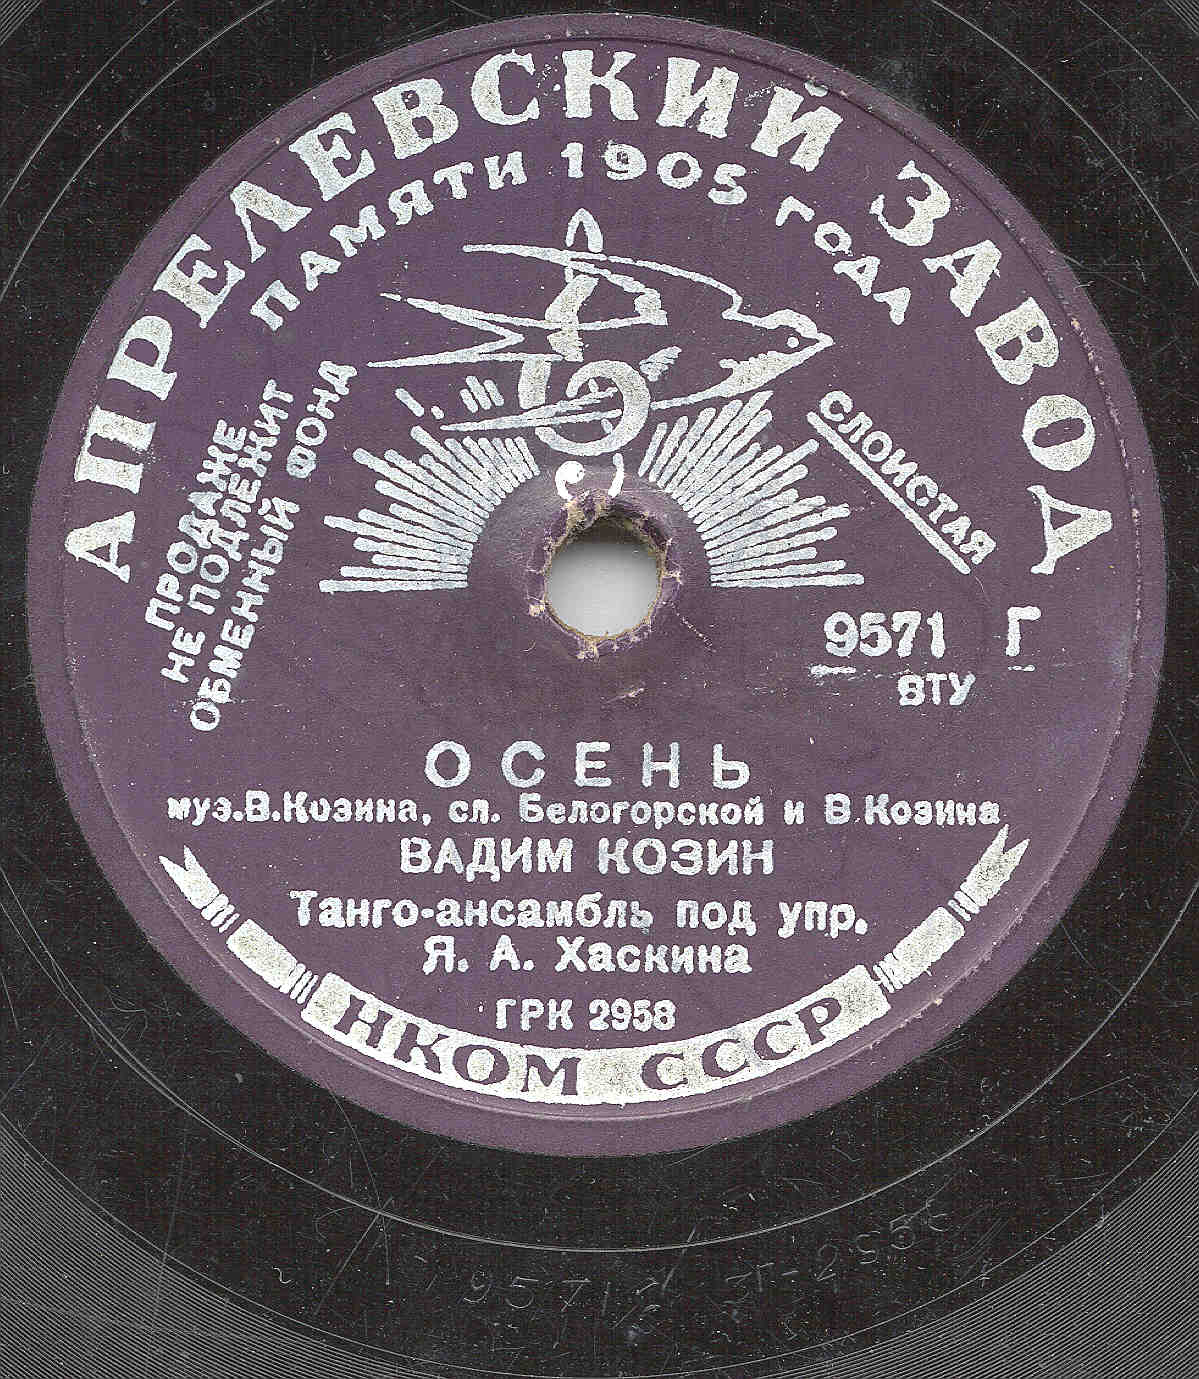 АПРЕЛЕВСКИЙ ЗАВОД
ПАМЯТИ 1905 ГОДА
ПРОДАЖЕ
НЕ ПОДЛЕЖИТ
ОБМЕННЫЙ ФОНД
СЛОИСТАЯ
9571 Г
ВТУ
ОСЕНЬ
муз.В.Козина, сл. Белогорской и В.Козина
ВАДИМ КОЗИН
Танго-ансамбль под упр.
Я. А. Хаскина
ГРК 2958
НКОМ СССР
9571